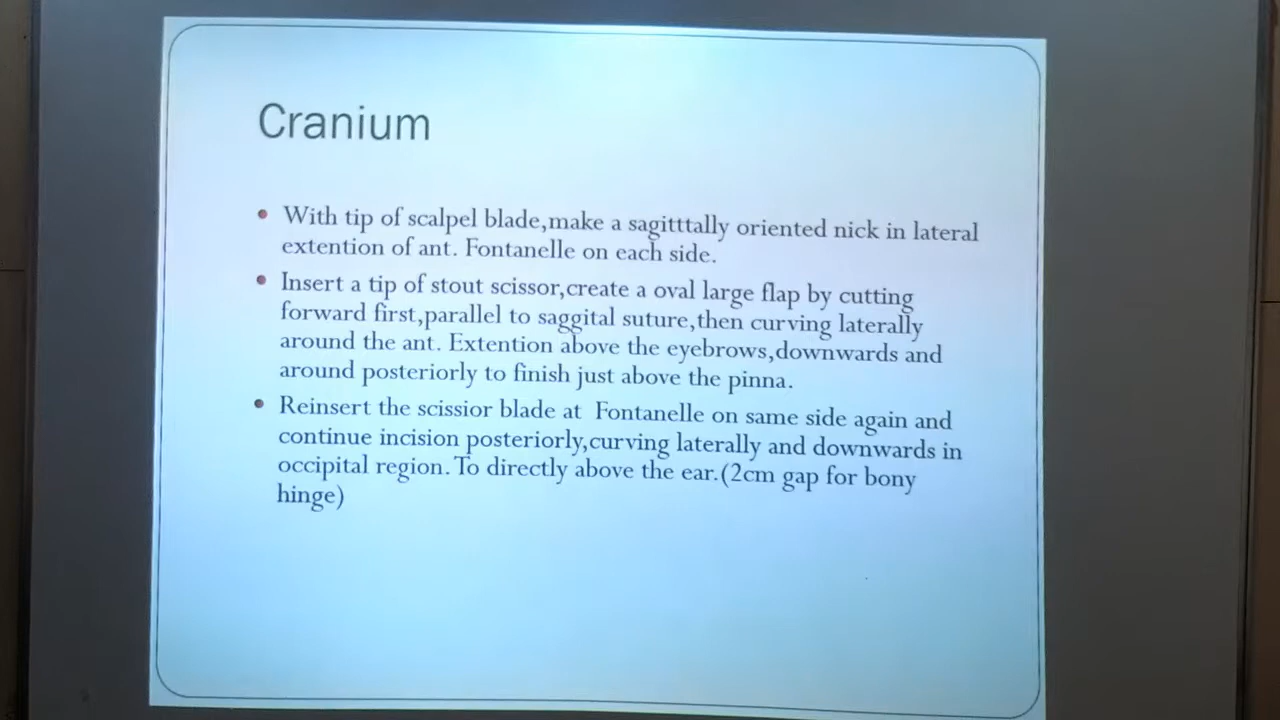 Cranium
With tip of scalpel blade,make a sagitttally oriented nick in lateral
extention of ant. Fontanelle on each side.
Insert a tip of stout scissor,create a oval large flap by cutting
forward first,parallel to saggital suture,then curving laterally
around the ant. Extention above the eyebrows,downwards and
around posteriorly to finish just above the pinna.
Reinsert the scissior blade at Fontanelle on same side again and
continue incision posteriorly,curving laterally and downwards in
occipital region. To directly above the ear.(2cm gap for bony
hinge)